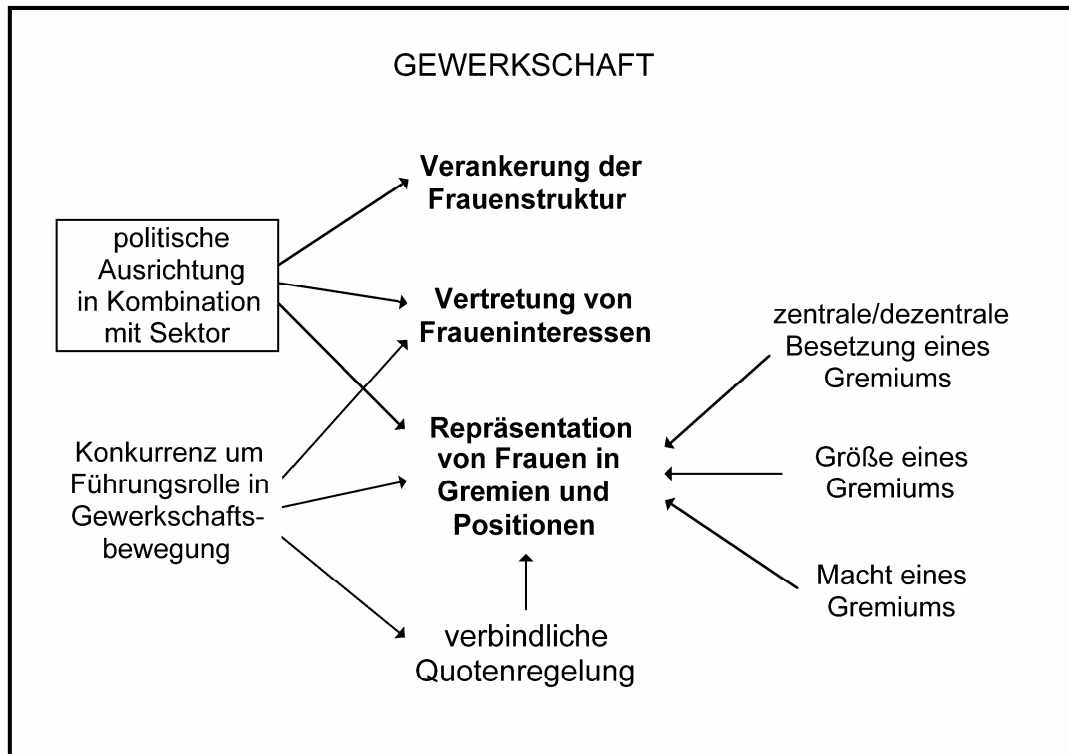 GEWERKSCHAFT
Verankerung der
Frauenstruktur
politische
Ausrichtung
in Kombination
mit Sektor
Vertretung von
Fraueninteressen
zentrale/dezentrale
Besetzung eines
Gremiums
Konkurrenz um
Führungsrolle in
Gewerkschafts-
bewegung
Repräsentation
von Frauen in
Gremien und
Positionen
Größe eines
Gremiums
Macht eines
Gremiums
verbindliche
Quotenregelung